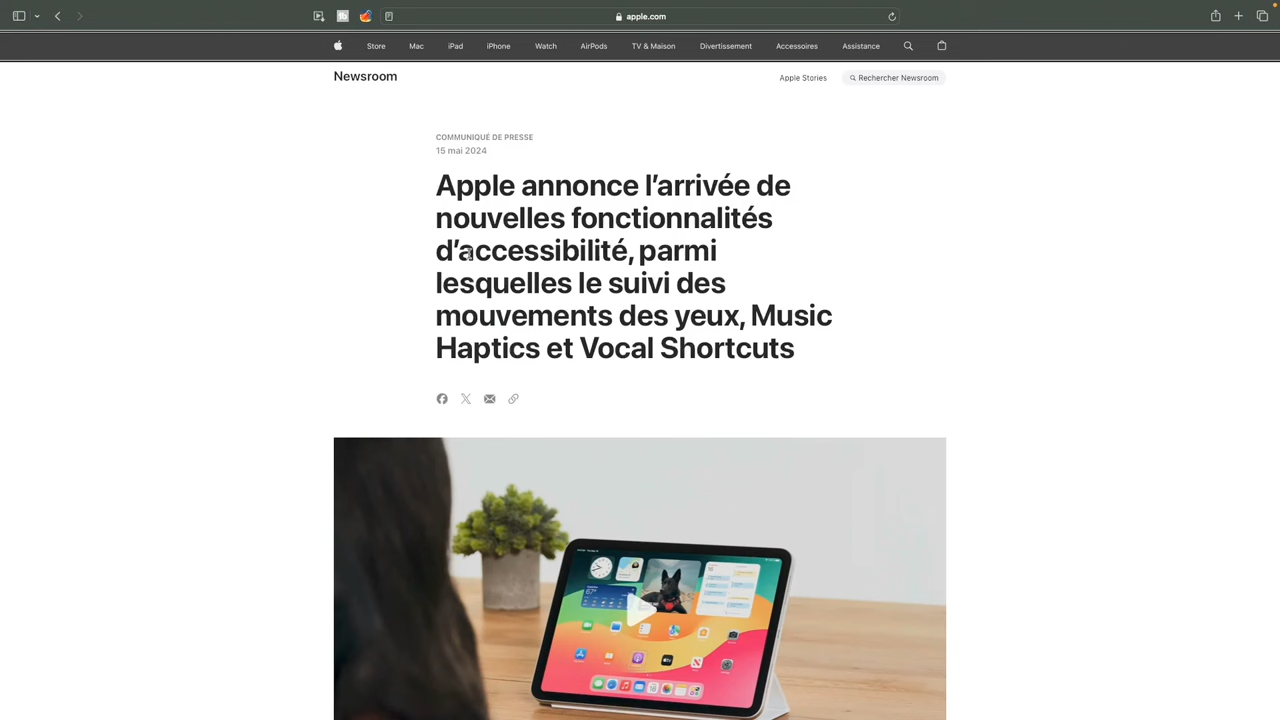 apple.com
Store Mac iPad iPhone Watch AirPods TV & Maison Divertissement Accessoires Assistance
Newsroom
Apple Stories
Rechercher Newsroom
COMMUNIQUÉ DE PRESSE
15 mai 2024
Apple annonce l’arrivée de
nouvelles fonctionnalités
d’accessibilité, parmi
lesquelles le suivi des
mouvements des yeux, Music
Haptics et Vocal Shortcuts